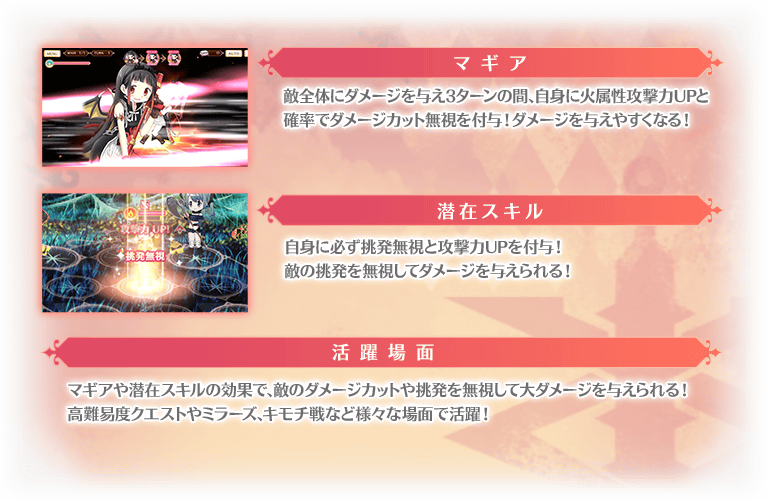 マギア
敵全体にダメージを与え3ターンの間、自身に火属性攻撃力UPと
確率でダメージカット無視を付与！ダメージを与えやすくなる！
潜在スキル
攻撃力UP!
挑発無視
自身に必ず挑発無視と攻撃力UPを付与！
敵の挑発を無視してダメージを与えられる！
活躍場面
マギアや潜在スキルの効果で、敵のダメージカットや挑発を無視して大ダメージを与えられる！
高難易度クエストやミラーズ、キモチ戦など様々な場面で活躍！